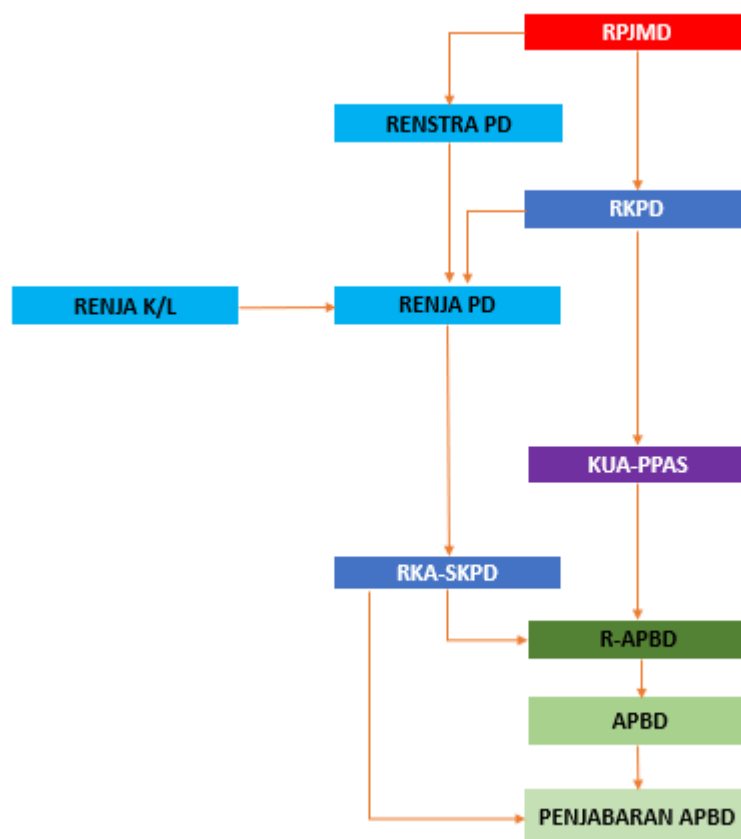 RPJMD
RENSTRA PD
RKPD
RENJA K/L
RENJA PD
KUA-PPAS
RKA-SKPD
R-APBD
APBD
PENJABARAN APBD